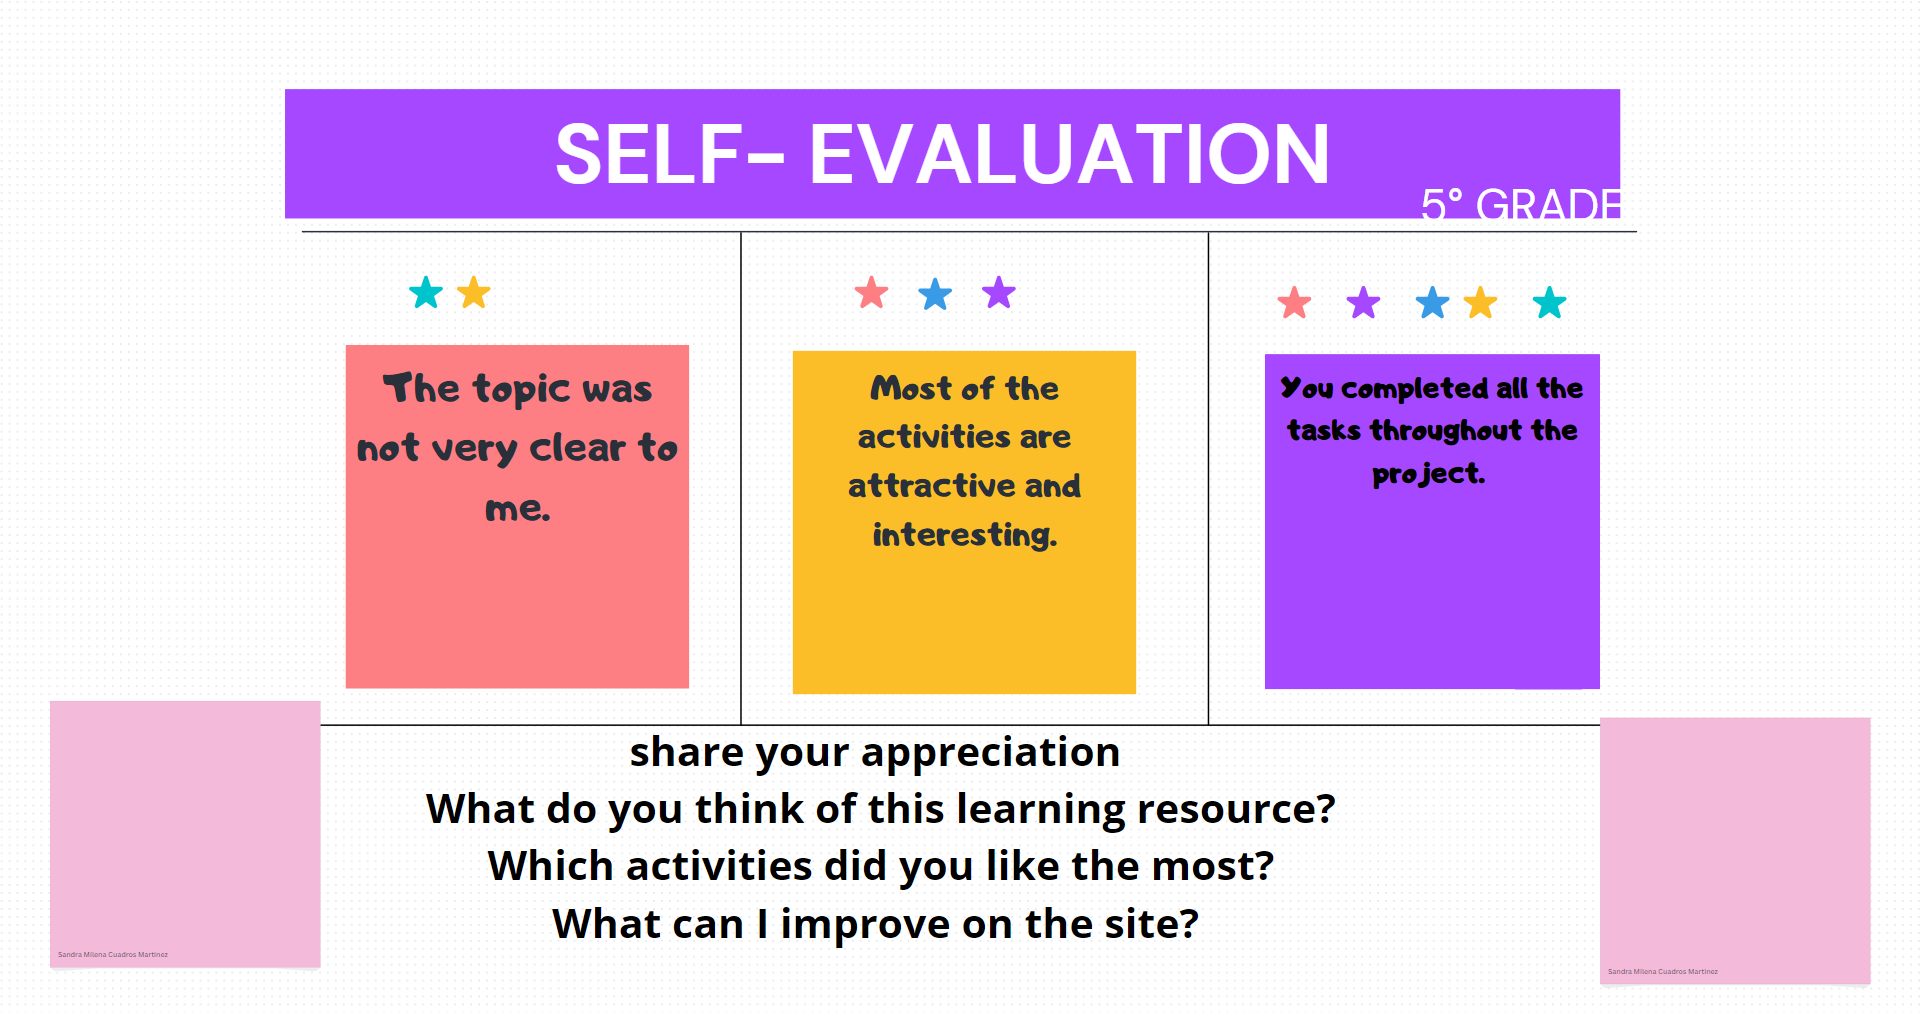 SELF- EVALUATION
5° GRADE
The topic was
not very clear to
me.
Most of the
activities are
attractive and
interesting.
You completed all the
tasks throughout the
project.
share your appreciation
What do you think of this learning resource?
Which activities did you like the most?
What can I improve on the site?
Sandra Milena Cuadros Martinez
Sandra Milena Cuadros Martinez